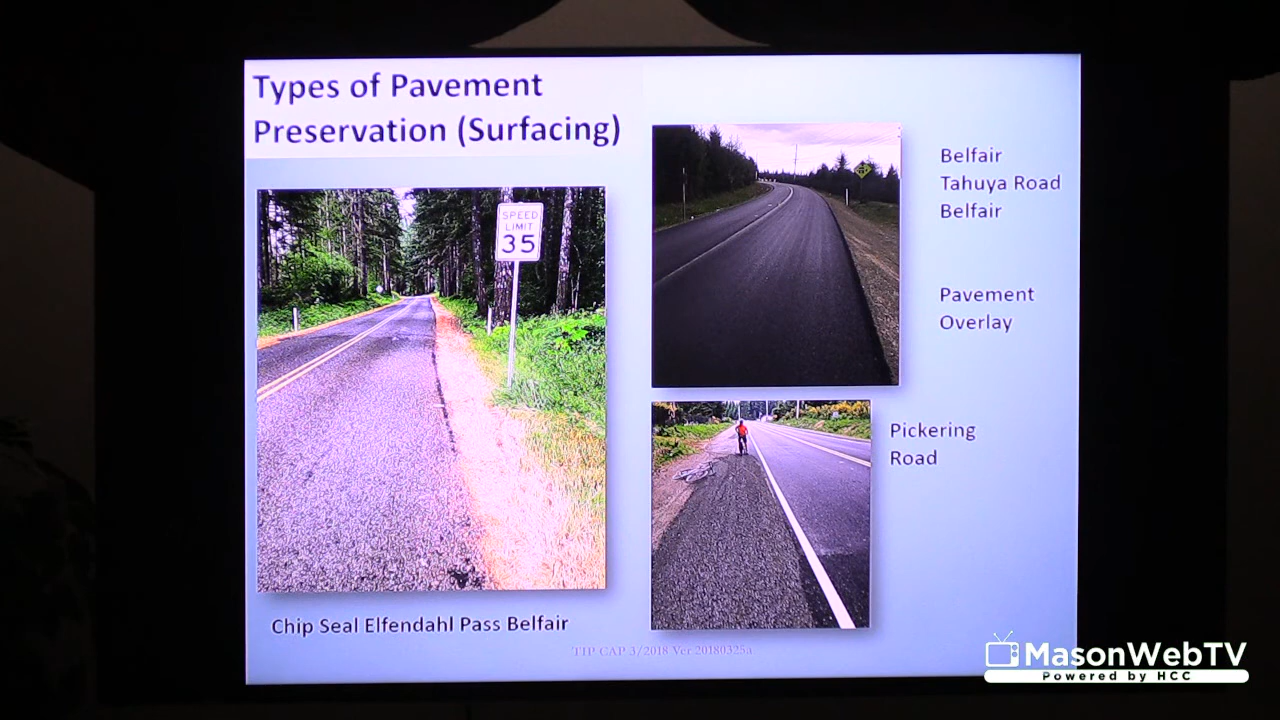 Types of Pavement
Preservation (Surfacing)
SPEED
LIMIT
35
Chip Seal Elfendahl Pass Belfair
Belfair
Tahuya Road
Belfair
Pavement
Overlay
Pickering
Road
TIP CAP 3/2018 Ver 20180325a
MasonWebTV
Powered by HCC